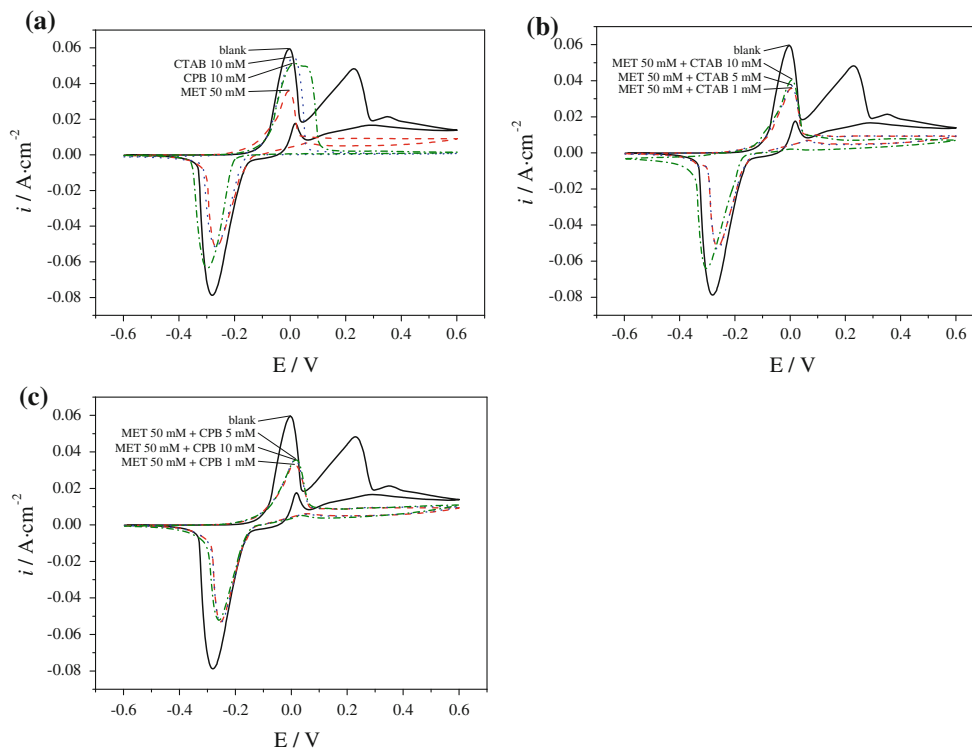 (a)
blank
CTAB 10 mM
CPB 10 mM
MET 50 mM
0.06
0.04
0.02
0.00
-0.02
-0.04
-0.06
-0.08
i / A·cm-2
-0.6 -0.4 -0.2 0.0 0.2 0.4 0.6
E / V
(b)
blank
MET 50 mM + CTAB 10 mM
MET 50 mM + CTAB 5 mM
MET 50 mM + CTAB 1 mM
0.06
0.04
0.02
0.00
-0.02
-0.04
-0.06
-0.08
i / A·cm-2
-0.6 -0.4 -0.2 0.0 0.2 0.4 0.6
E / V
(c)
blank
MET 50 mM + CPB 5 mM
MET 50 mM + CPB 10 mM
MET 50 mM + CPB 1 mM
0.06
0.04
0.02
0.00
-0.02
-0.04
-0.06
-0.08
i / A·cm-2
-0.6 -0.4 -0.2 0.0 0.2 0.4 0.6
E / V